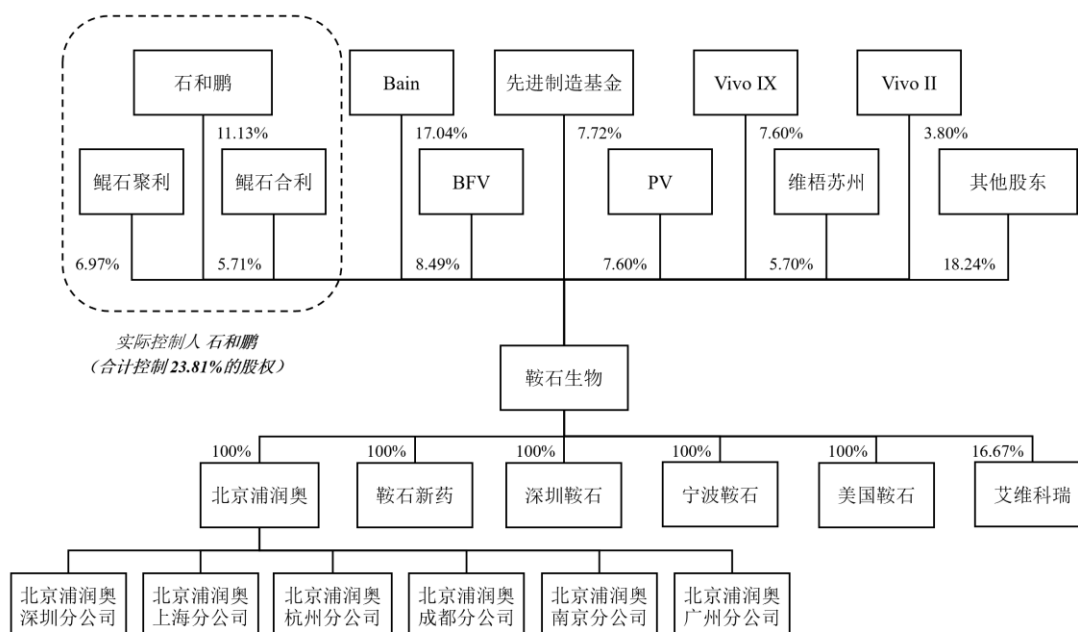 石和鹏
Bain
先进制造基金
Vivo IX
Vivo II
11.13%
17.04%
7.72%
7.60%
3.80%
鲲石聚利
鲲石合利
BFV
PV
维梧苏州
其他股东
6.97%
5.71%
8.49%
7.60%
5.70%
18.24%
实际控制人 石和鹏
（合计控制 23.81%的股权）
鞍石生物
100%
100%
100%
100%
100%
16.67%
北京浦润奥
鞍石新药
深圳鞍石
宁波鞍石
美国鞍石
艾维科瑞
北京浦润奥
深圳分公司
北京浦润奥
上海分公司
北京浦润奥
杭州分公司
北京浦润奥
成都分公司
北京浦润奥
南京分公司
北京浦润奥
广州分公司